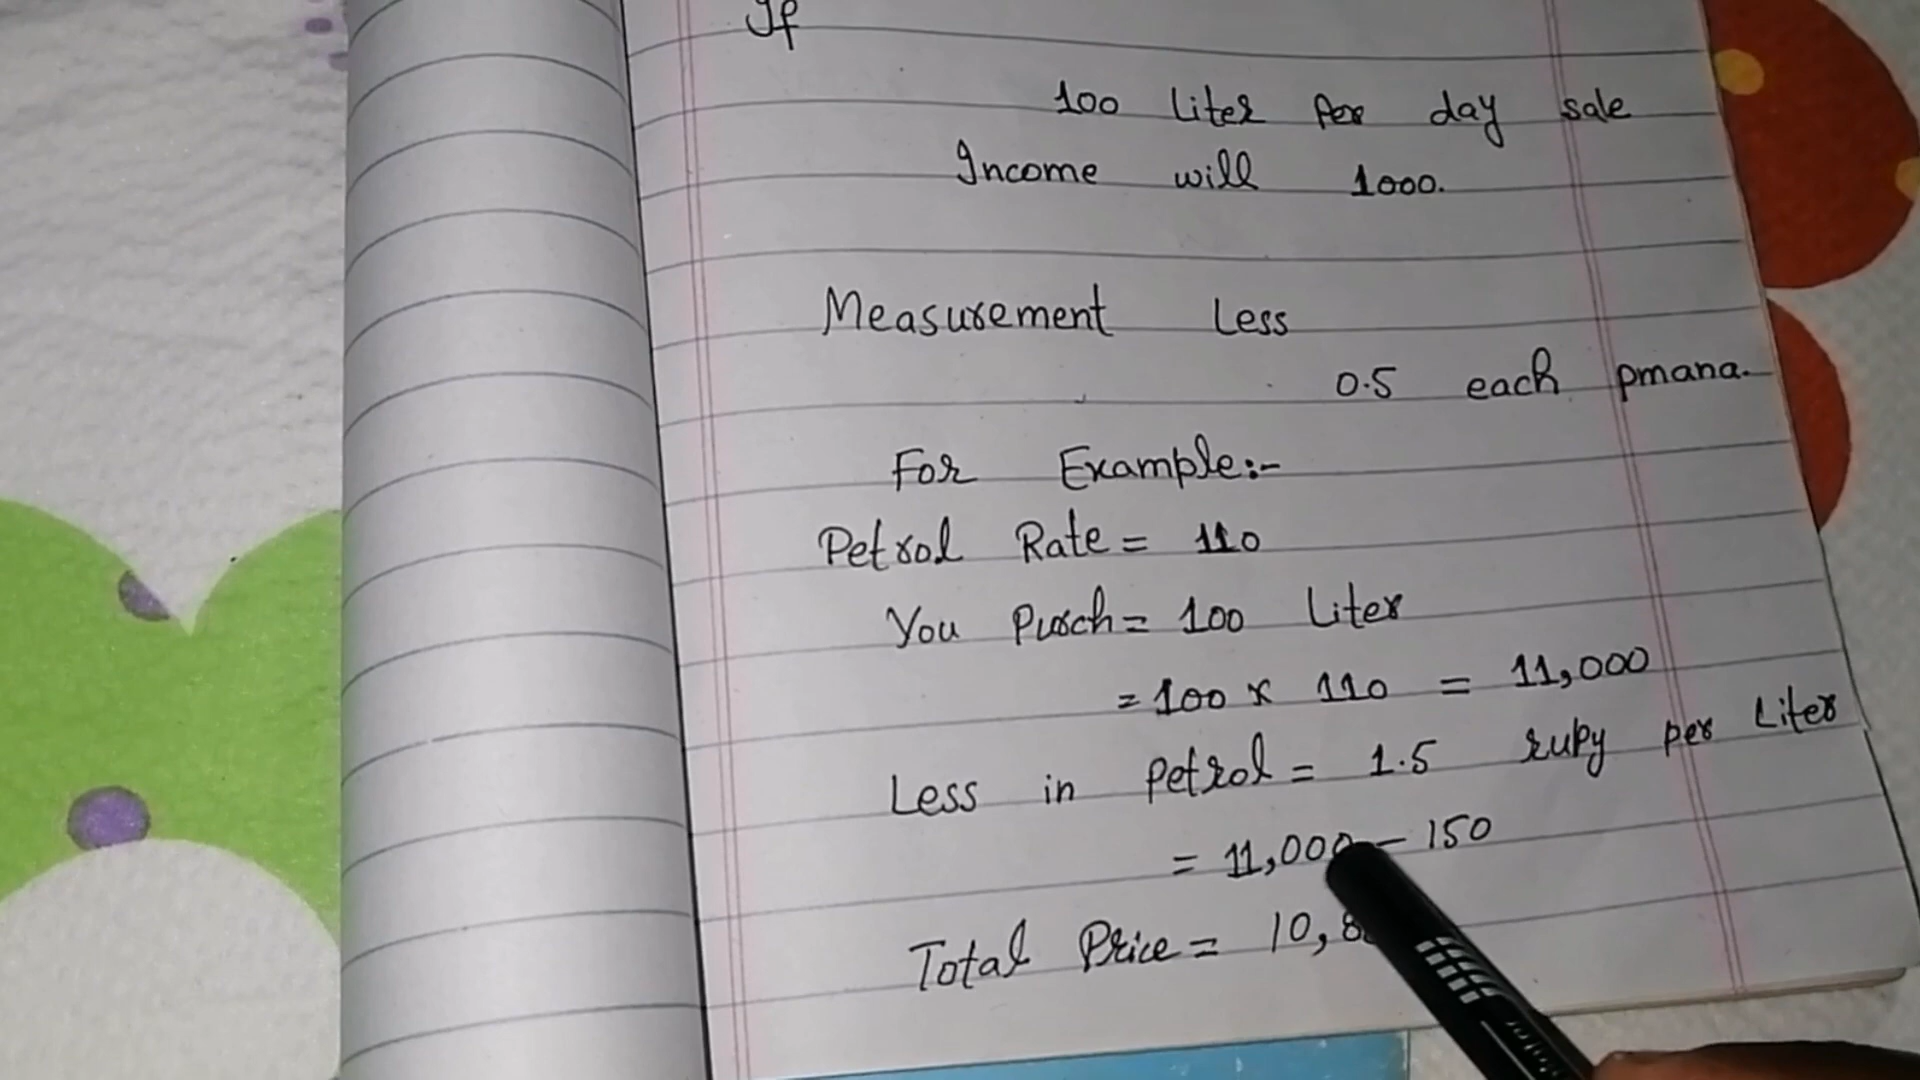 If
100 Liter Per day sale
Income will 1000.
Measurement Less
0.5 each pmana.
For Example:-
Petrol Rate = 110
You Purch = 100 Liter
= 100 x 110 = 11,000
Less in Petrol = 1.5 rupy per Liter
= 11,000 - 150
Total Price = 10,8